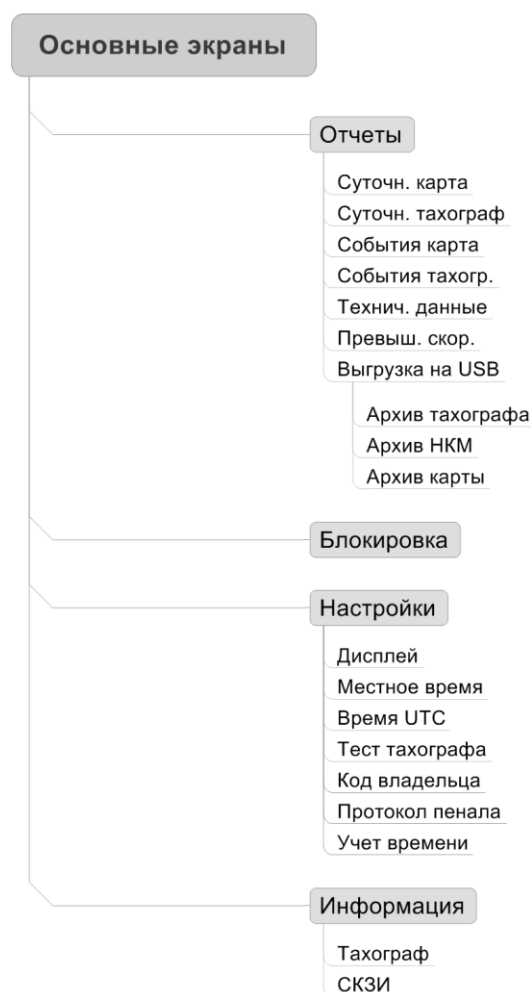 Основные экраны
Отчеты
Суточн. карта
Суточн. тахограф
События карта
События тахогр.
Технич. данные
Превыш. скор.
Выгрузка на USB
Архив тахографа
Архив НКМ
Архив карты
Блокировка
Настройки
Дисплей
Местное время
Время UTC
Тест тахографа
Код владельца
Протокол пенала
Учет времени
Информация
Тахограф
СКЗИ